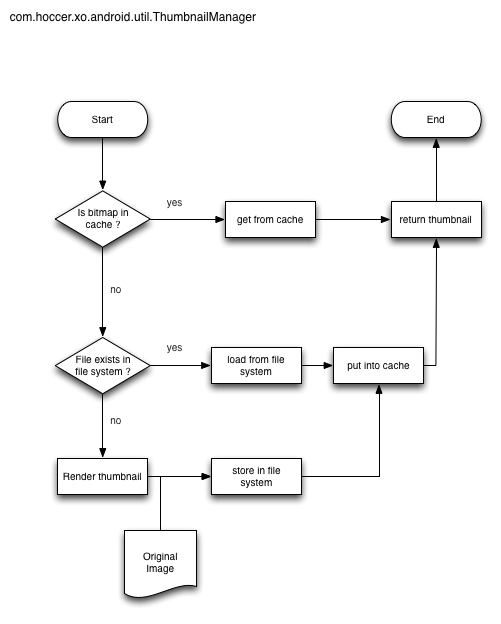 com.hoccer.xo.android.util.ThumbnailManager
Start
End
Is bitmap in
cache ?
yes
get from cache
return thumbnail
no
File exists in
file system ?
yes
load from file
system
put into cache
no
Render thumbnail
store in file
system
Original
Image